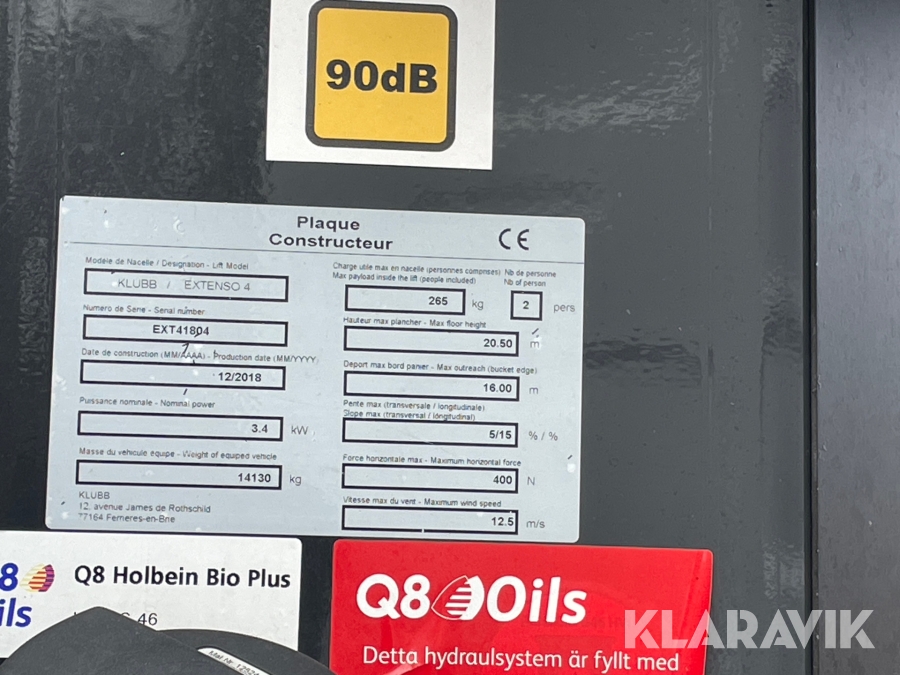 90dB
Plaque
Constructeur
CE
Modele de Nacelle / Designation - Lift Model
KLUBB / EXTENSO 4
Numero de Serie - Serial number
EXT41804
Date de construction (MM/AAAA) - Production date (MM/YYYY)
12/2018
Puissance nominale - Nominal power
3.4 kW
Masse du vehicule equipe - Weight of equiped vehicle
14130 kg
KLUBB
12, avenue James de Rothschild
77164 Ferrieres-en-Brie
Charge utile max en nacelle (personnes comprises) Nb de personne
Max payload inside the lift (people included) Nb of person
265 kg 2 pers
Hauteur max plancher - Max floor height
20.50 m
Deport max bord panier - Max outreach (bucket edge)
16.00 m
Pente max (transversale / longitudinale)
Slope max (transversal / longitudinal)
5/15 % / %
Force horizontale max - Maximum horizontal force
400 N
Vitesse max du vent - Maximum wind speed
12.5 m/s
Q8 Holbein Bio Plus
46
Q8 Oils
Detta hydraulsystem är fyllt med
KLARAVIK